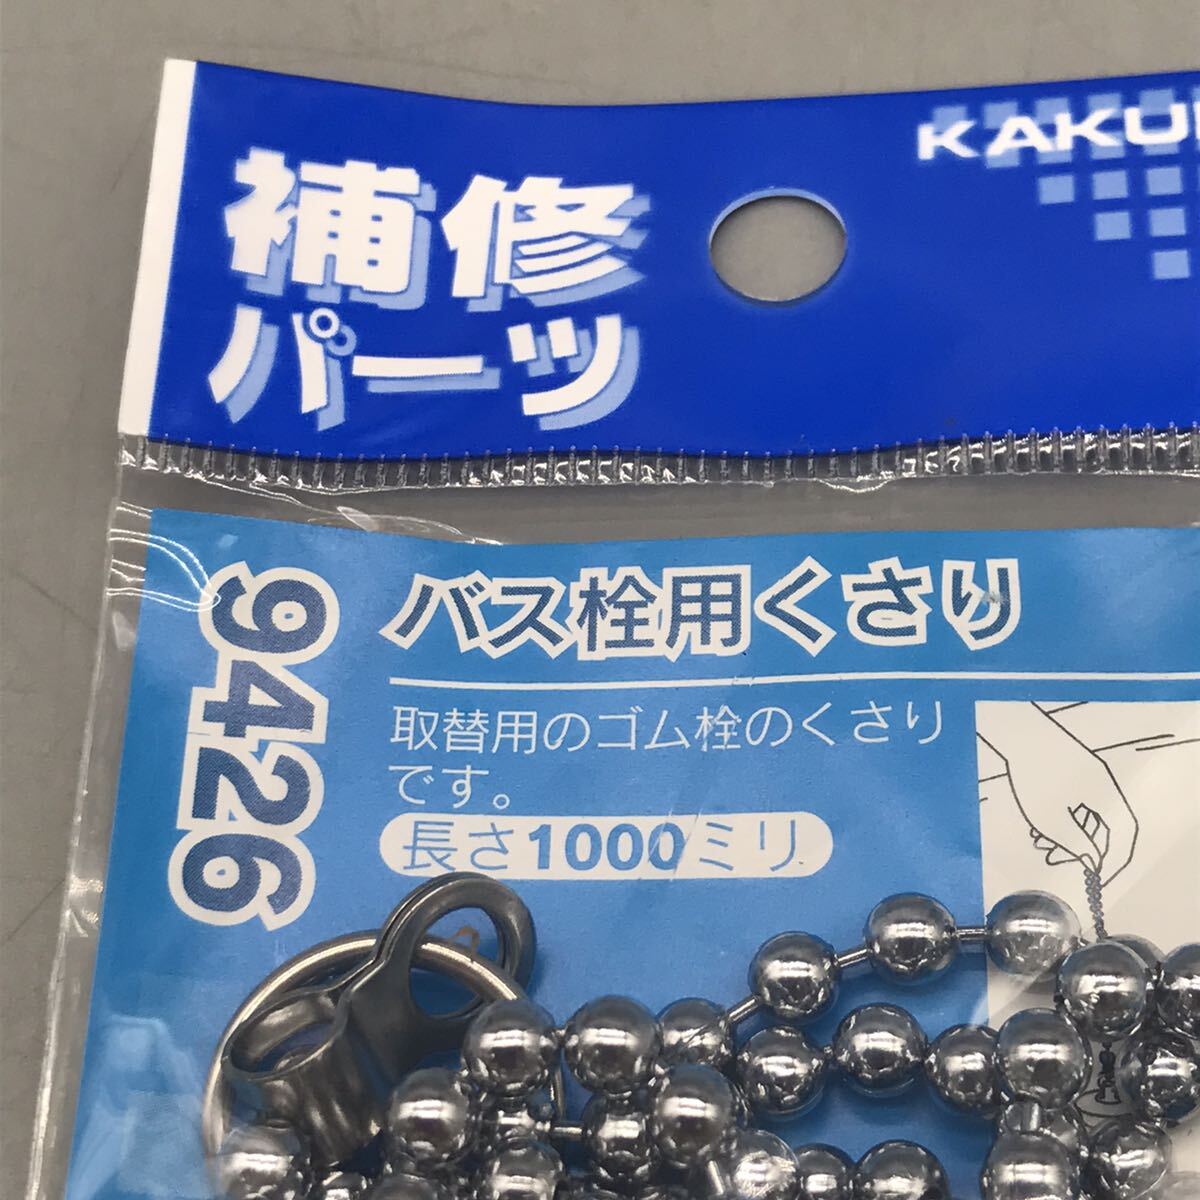 補修
パーツ
KAKU
9426
バス栓用くさり
取替用のゴム栓のくさり
です。
長さ1000ミリ